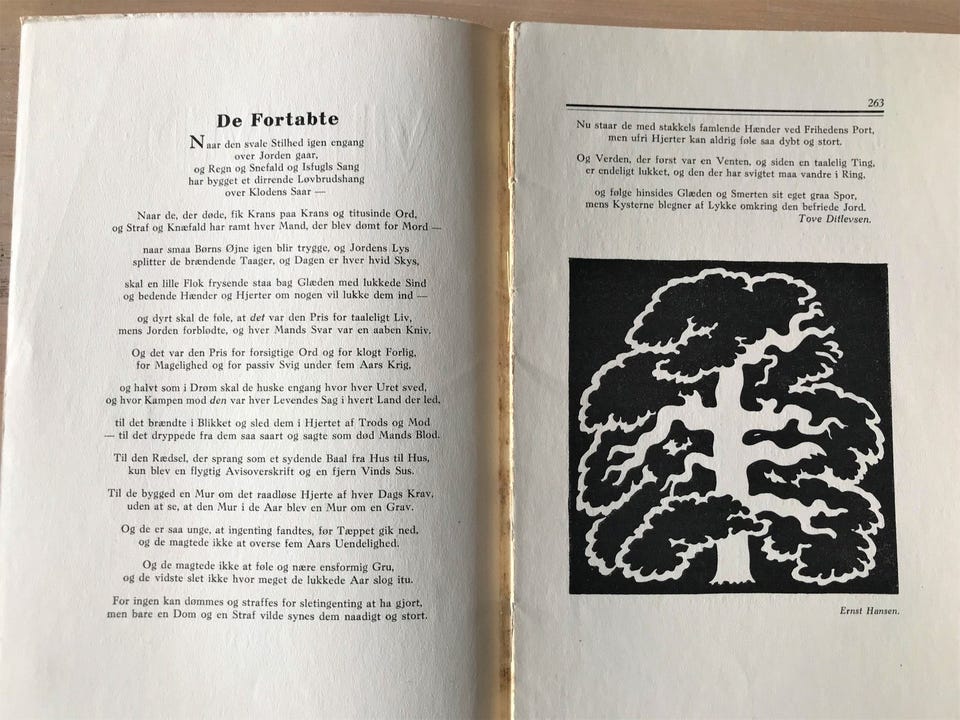 De Fortabte
Naar den svale Stilhed igen engang
over Jorden gaar,
og Regn og Snefald og Isfugls Sang
har bygget et dirrende Løvbrudshang
over Klodens Saar —
Naar de, der døde, fik Krans paa Krans og titusinde Ord,
og Straf og Knæfald har ramt hver Mand, der blev dømt for Mord —
naar smaa Børns Øjne igen blir trygge, og Jordens Lys
splitter de brændende Taager, og Dagen er hver hvid Skys,
skal en lille Flok frysende staa bag Glæden med lukkede Sind
og bedende Hænder og Hjerter om nogen vil lukke dem ind —
og dyrt skal de føle, at det var den Pris for taaleligt Liv,
mens Jorden forblødte, og hver Mands Svar var en aaben Kniv.
Og det var den Pris for forsigtige Ord og for klogt Forlig,
for Magelighed og for passiv Svig under fem Aars Krig,
og halvt som i Drøm skal de huske engang hvor hver Uret sved,
og hvor Kampen mod den var hver Levendes Sag i hvert Land der led,
til det brændte i Blikket og sled dem i Hjertet af Trods og Mod
— til det dryppede fra dem saa saart og sagte som død Mands Blod.
Til den Rædsel, der sprang som et sydende Baal fra Hus til Hus,
kun blev en flygtig Avisoverskrift og en fjern Vinds Sus.
Til de bygged en Mur om det raadløse Hjerte af hver Dags Krav,
uden at se, at den Mur i de Aar blev en Mur om en Grav.
Og de er saa unge, at ingenting fandtes, før Tæppet gik ned,
og de magtede ikke at overse fem Aars Uendelighed.
Og de magtede ikke at føle og nære ensformig Gru,
og de vidste slet ikke hvor meget de lukkede Aar slog itu.
For ingen kan dømmes og straffes for sletingenting at ha gjort,
men bare en Dom og en Straf vilde synes dem naadigt og stort.
263
Nu staar de med stakkels famlende Hænder ved Frihedens Port,
men ufri Hjerter kan aldrig føle saa dybt og stort.
Og Verden, der først var en Venten, og siden en taalelig Ting,
er endeligt lukket, og den der har svigtet maa vandre i Ring,
og følge hinsides Glæden og Smerten sit eget graa Spor,
mens Kysterne blegner af Lykke omkring den befriede Jord.
Tove Ditlevsen.
Ernst Hansen.